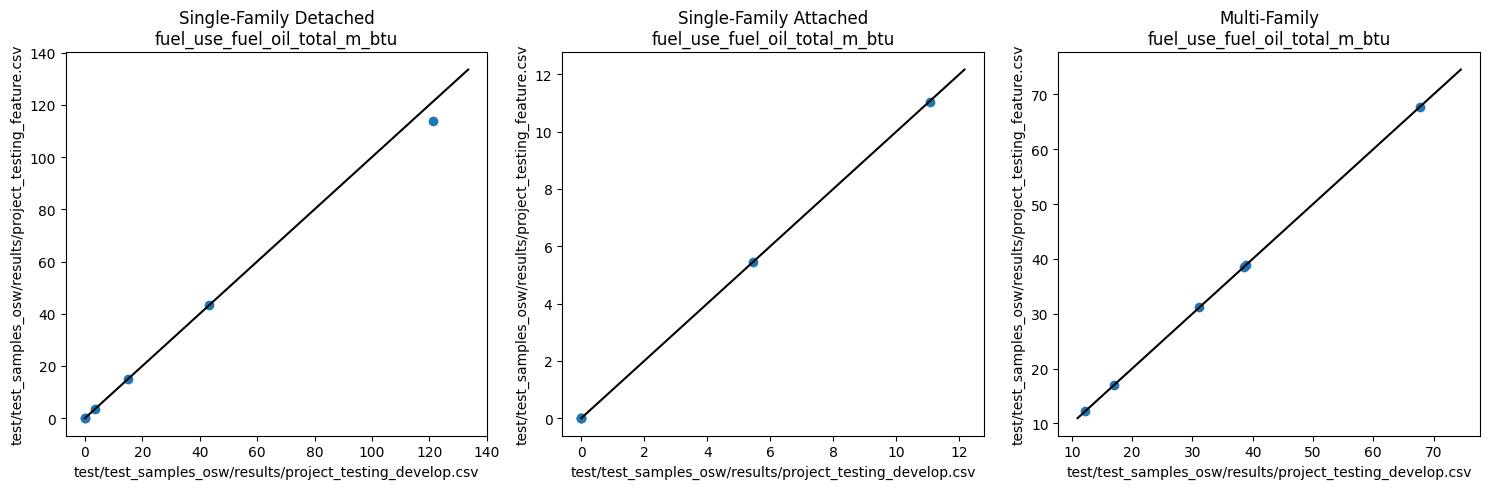 Single-Family Detached
fuel_use_fuel_oil_total_m_btu
test/test_samples_osw/results/project_testing_feature.csv
140
120
100
80
60
40
20
0
0 20 40 60 80 100 120 140
test/test_samples_osw/results/project_testing_develop.csv
Single-Family Attached
fuel_use_fuel_oil_total_m_btu
test/test_samples_osw/results/project_testing_feature.csv
12
10
8
6
4
2
0
0 2 4 6 8 10 12
test/test_samples_osw/results/project_testing_develop.csv
Multi-Family
fuel_use_fuel_oil_total_m_btu
test/test_samples_osw/results/project_testing_feature.csv
70
60
50
40
30
20
10
10 20 30 40 50 60 70
test/test_samples_osw/results/project_testing_develop.csv